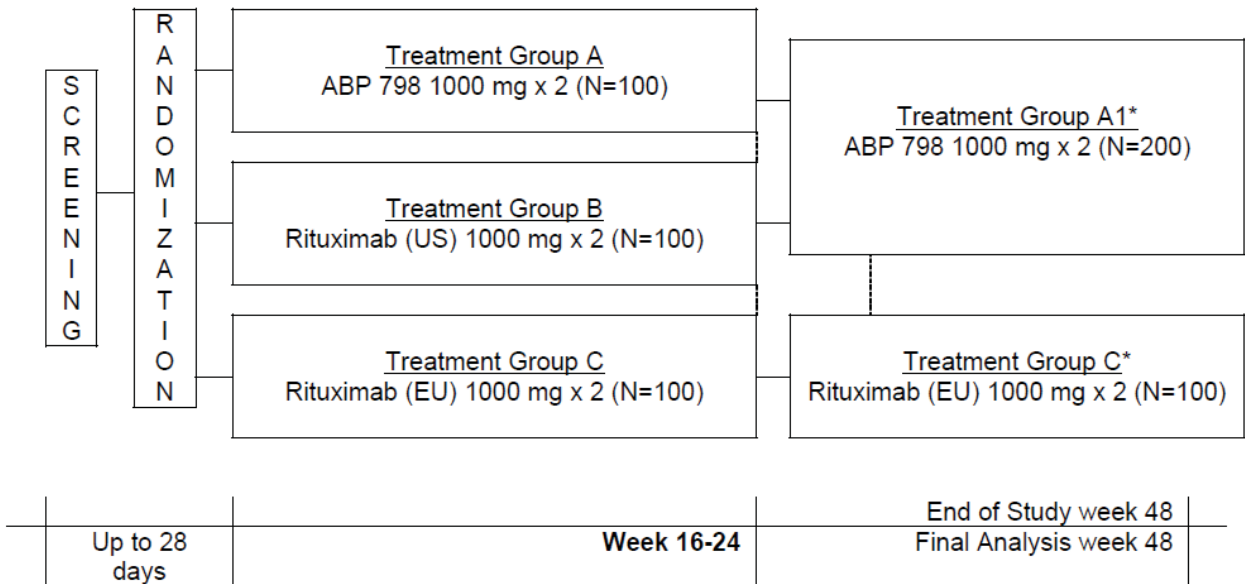 SCREENING
RANDOMIZATION
Treatment Group A
ABP 798 1000 mg x 2 (N=100)
Treatment Group B
Rituximab (US) 1000 mg x 2 (N=100)
Treatment Group C
Rituximab (EU) 1000 mg x 2 (N=100)
Treatment Group A1*
ABP 798 1000 mg x 2 (N=200)
Treatment Group C*
Rituximab (EU) 1000 mg x 2 (N=100)
End of Study week 48
Up to 28
days
Week 16-24
Final Analysis week 48